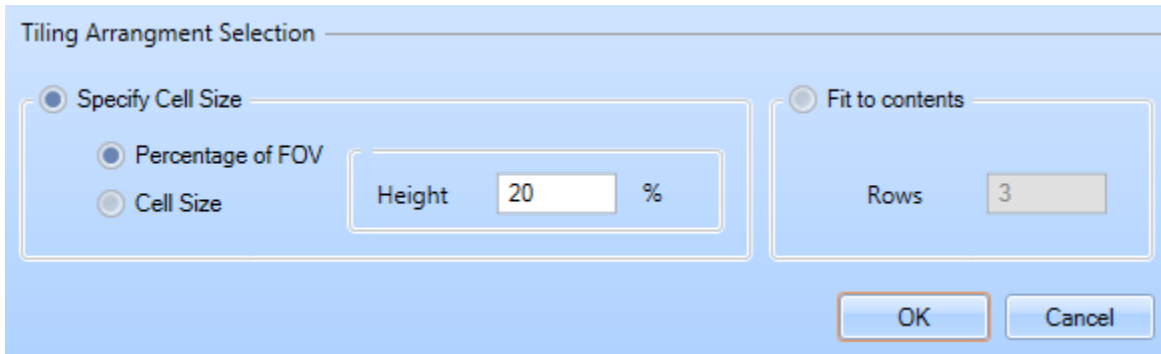 Tiling Arrangment Selection
Specify Cell Size
Percentage of FOV
Cell Size
Height 20 %
Fit to contents
Rows 3
OK Cancel